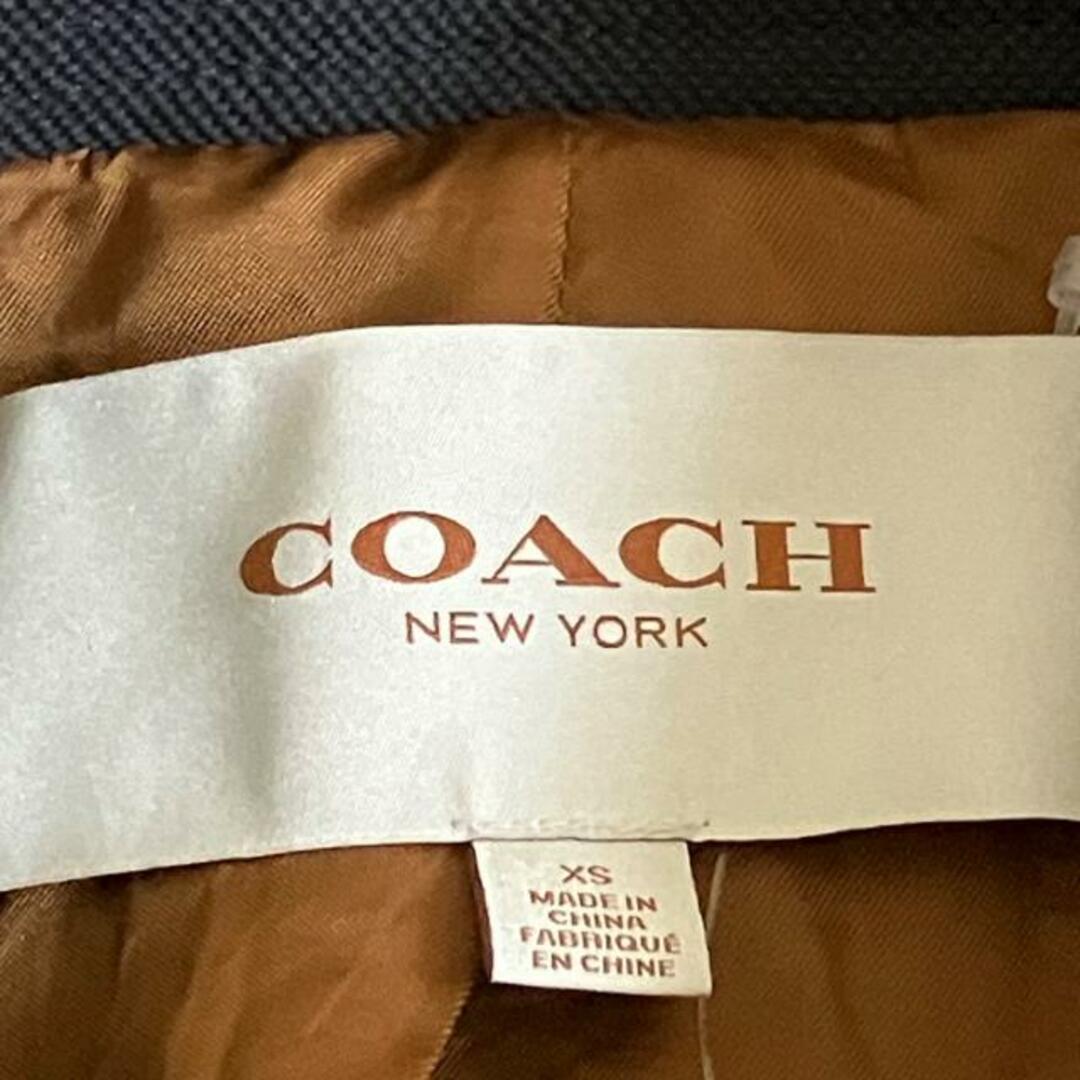 COACH
NEW YORK
XS
MADE IN
CHINA
FABRIQUÉ
EN CHINE